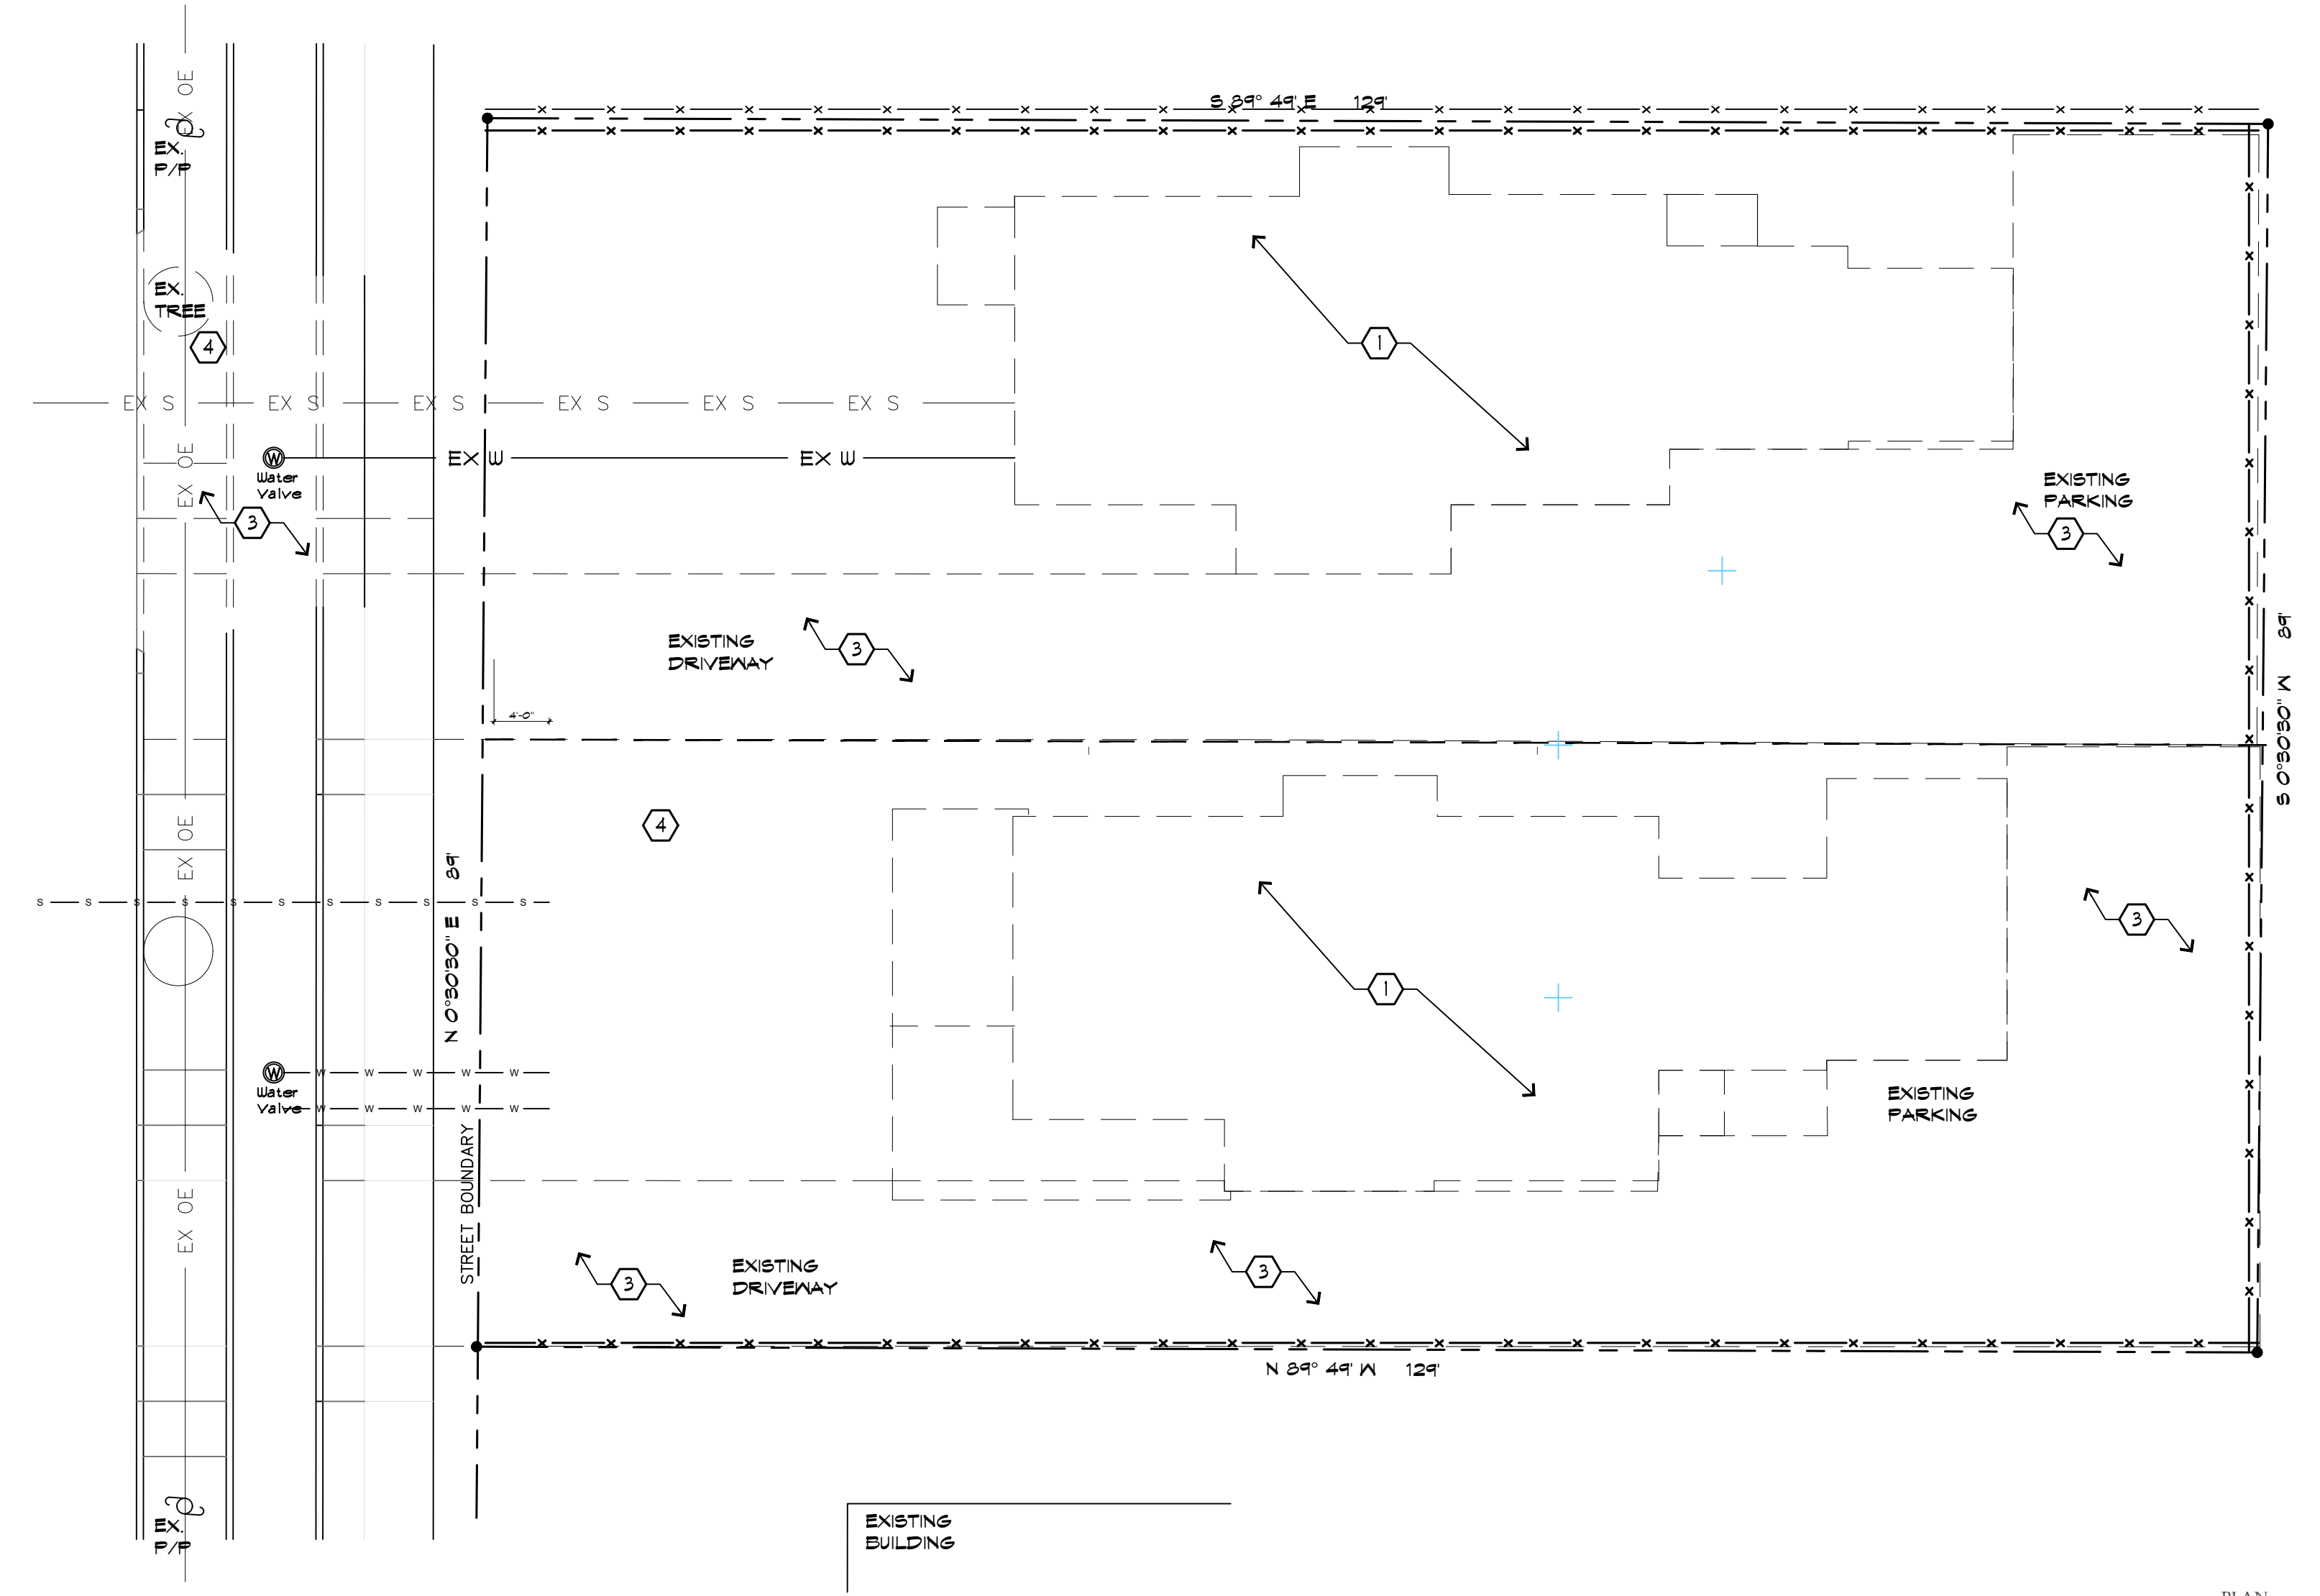 S 89° 49' E 129'
EX OE
EX.
P/P
EX.
TREE
4
1
EX S EX S EX S EX S EX S EX S
EX OE
W
EX W EX W
Water
Valve
3
EXISTING
PARKING
3
EXISTING
DRIVEWAY
3
4'-0"
S 0°30'30" W 89'
4
EX OE
N 0°30'30" E 89'
S S S S S S S S S S S
3
1
W
W W W W W
Water
Valve
W W W W W
EXISTING
PARKING
STREET BOUNDARY
EX OE
3
EXISTING
DRIVEWAY
3
N 89° 49' W 129'
EX.
P/P
EXISTING
BUILDING